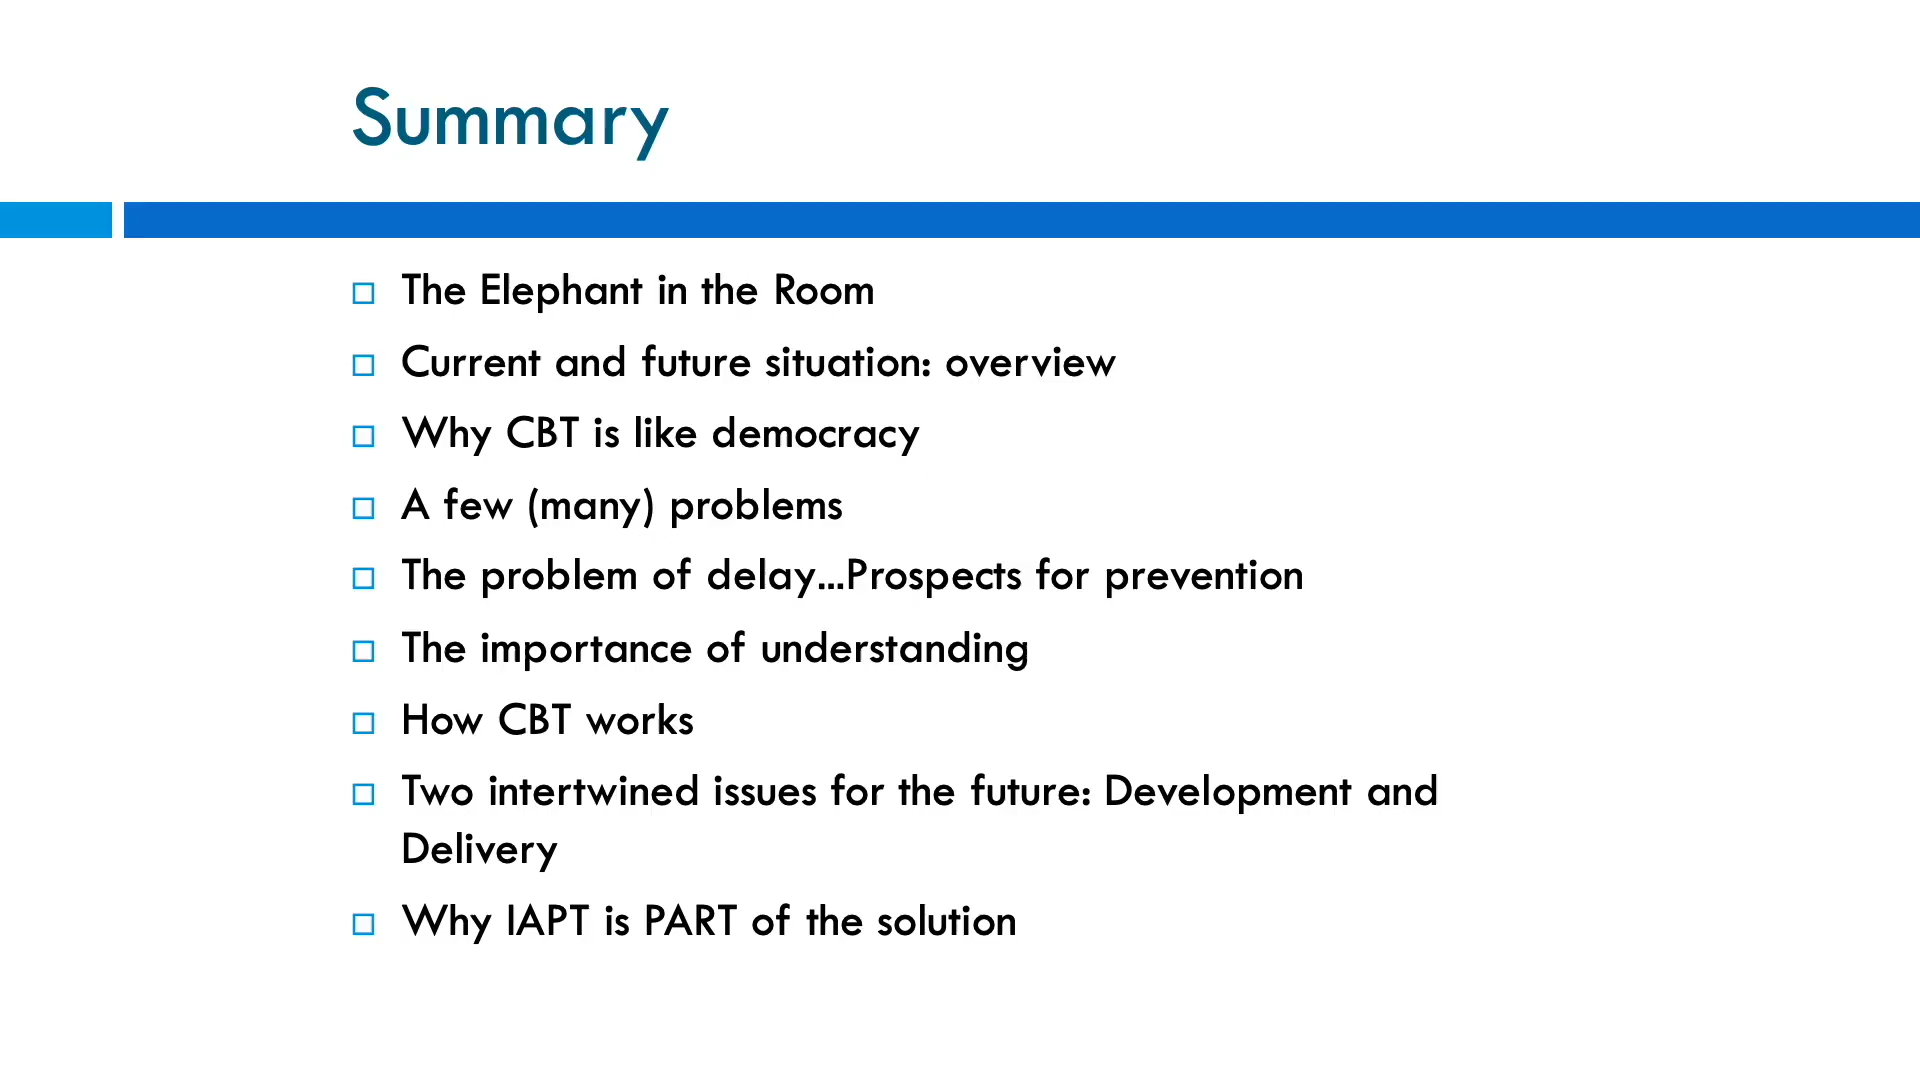 Summary
The Elephant in the Room
Current and future situation: overview
Why CBT is like democracy
A few (many) problems
The problem of delay...Prospects for prevention
The importance of understanding
How CBT works
Two intertwined issues for the future: Development and
Delivery
Why IAPT is PART of the solution